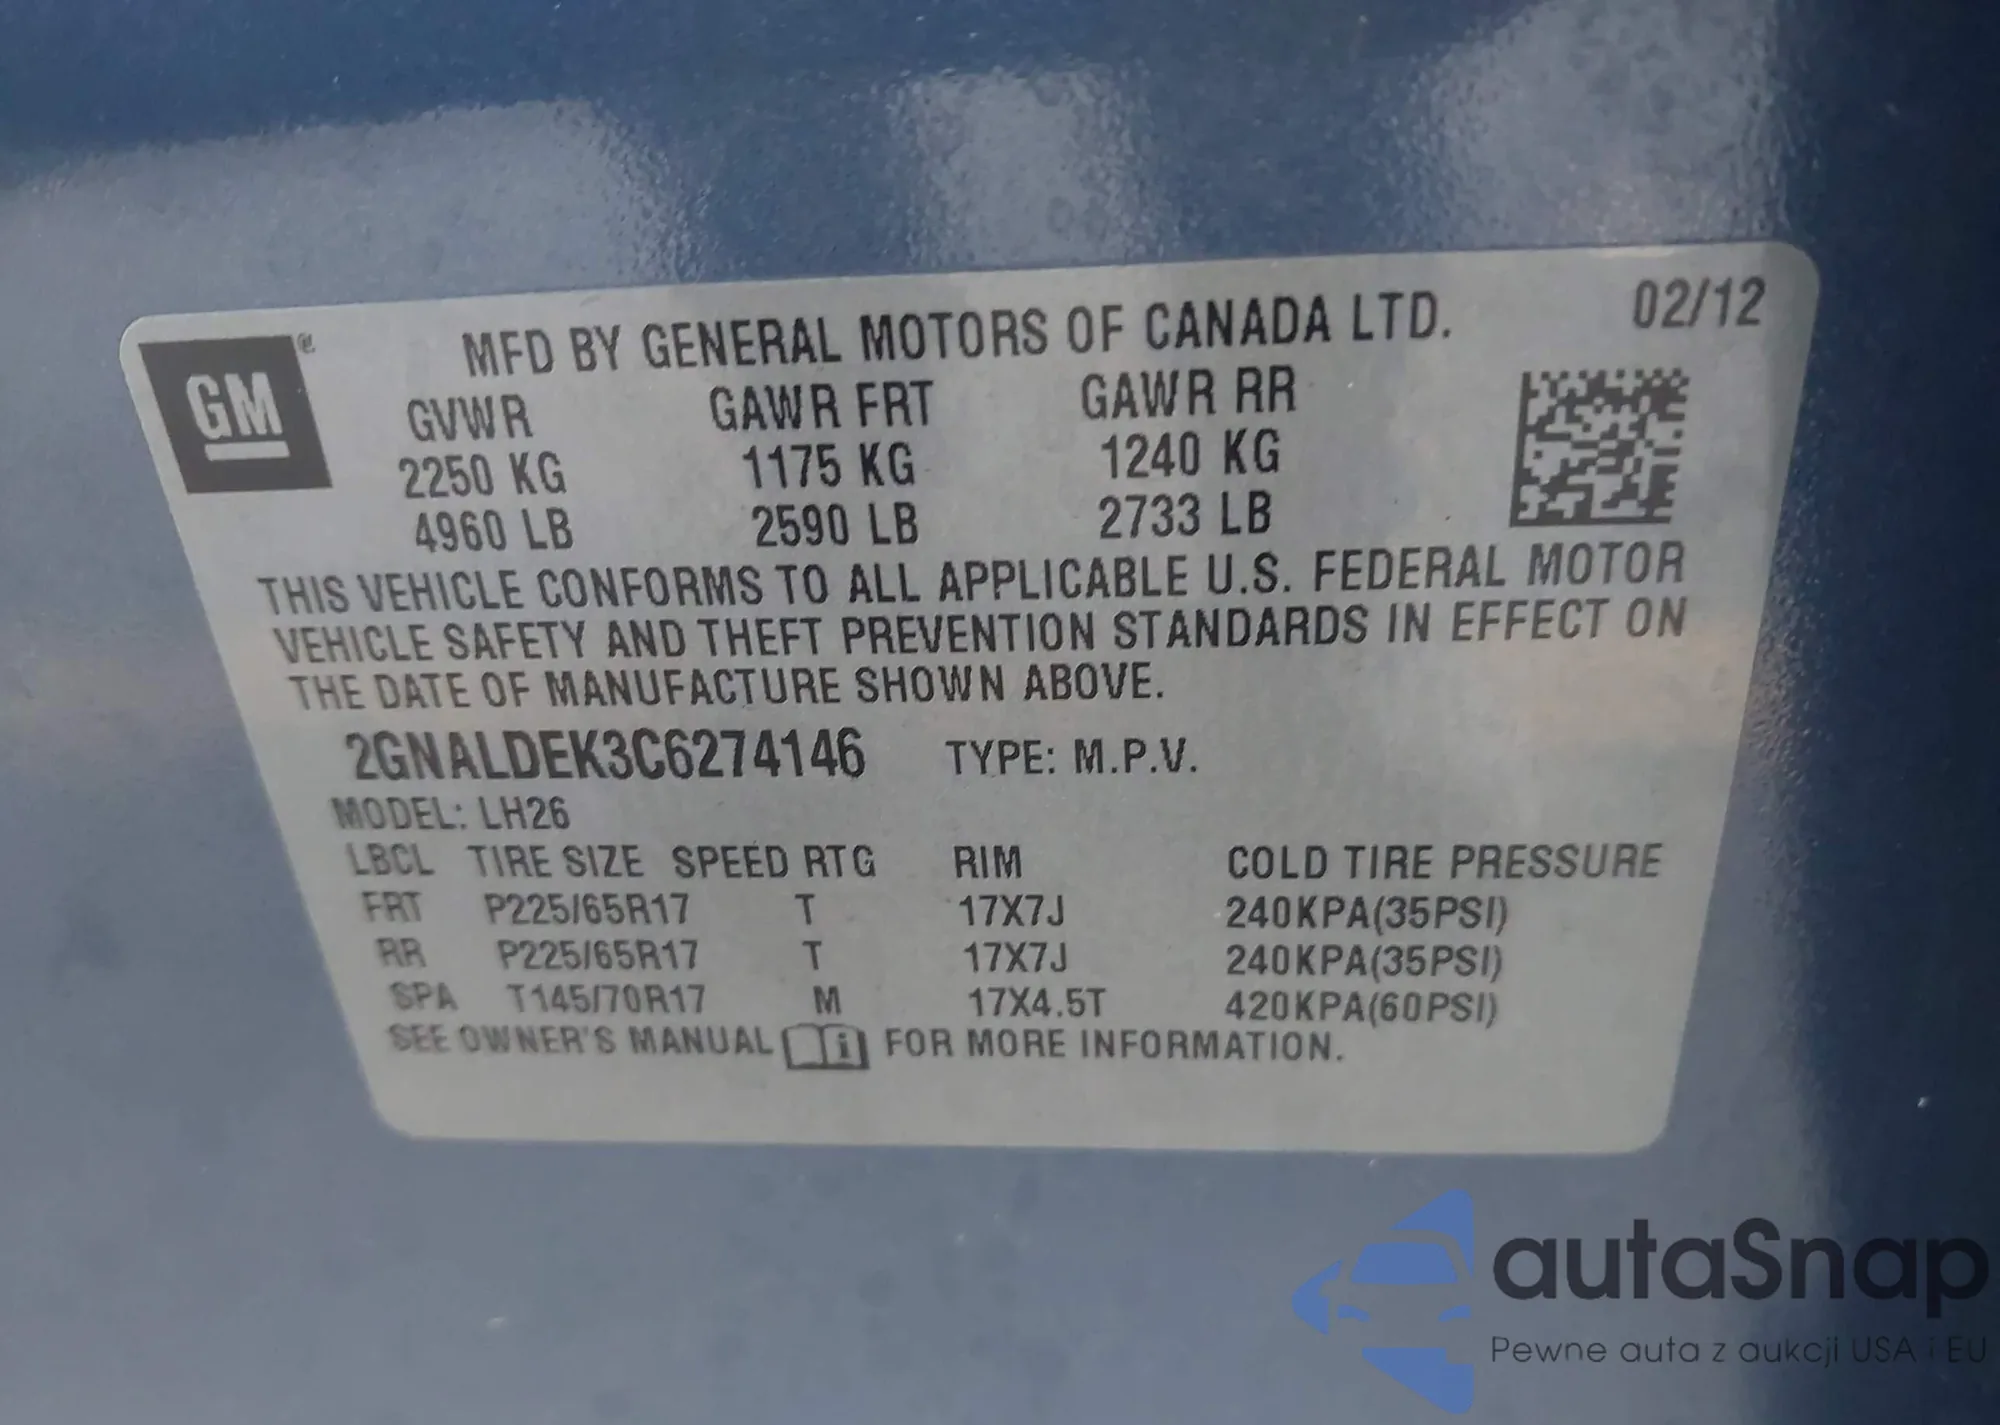 GM
MFD BY GENERAL MOTORS OF CANADA LTD. 02/12
GVWR GAWR FRT GAWR RR
2250 KG 1175 KG 1240 KG
4960 LB 2590 LB 2733 LB
THIS VEHICLE CONFORMS TO ALL APPLICABLE U.S. FEDERAL MOTOR
VEHICLE SAFETY AND THEFT PREVENTION STANDARDS IN EFFECT ON
THE DATE OF MANUFACTURE SHOWN ABOVE.
2GNALDEK3C6274146 TYPE: M.P.V.
MODEL: LH26
LBCL TIRE SIZE SPEED RTG RIM COLD TIRE PRESSURE
FRT P225/65R17 T 17X7J 240KPA(35PSI)
RR P225/65R17 T 17X7J 240KPA(35PSI)
SPA T145/70R17 M 17X4.5T 420KPA(60PSI)
SEE OWNER'S MANUAL i FOR MORE INFORMATION.
autaSnap
Pewne auta z aukcji USA i EU